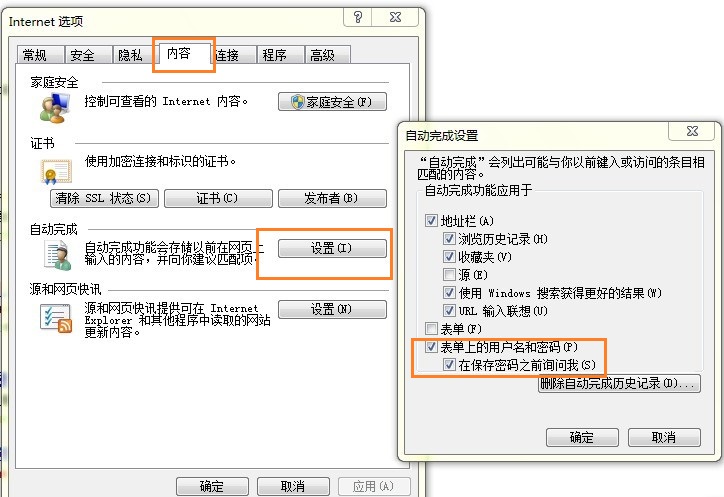 Internet 选项
常规 安全 隐私 内容 连接 程序 高级
家庭安全
控制可查看的 Internet 内容。
家庭安全(F)
证书
使用加密连接和标识的证书。
清除 SSL 状态(S) 证书(C) 发布者(B)
自动完成
自动完成功能会存储以前在网页上
输入的内容，并向你建议匹配项。
设置(I)
源和网页快讯
源和网页快讯提供可在 Internet
Explorer 和其他程序中读取的网站
更新内容。
设置(N)
确定 取消 应用(A)
自动完成设置
“自动完成”会列出可能与你以前键入或访问的条目相
匹配的内容。
自动完成功能应用于
地址栏(A)
浏览历史记录(H)
收藏夹(V)
源(E)
使用 Windows 搜索获得更好的结果(W)
URL 输入联想(U)
表单(F)
表单上的用户名和密码(P)
在保存密码之前询问我(S)
删除自动完成历史记录(D)...
确定 取消